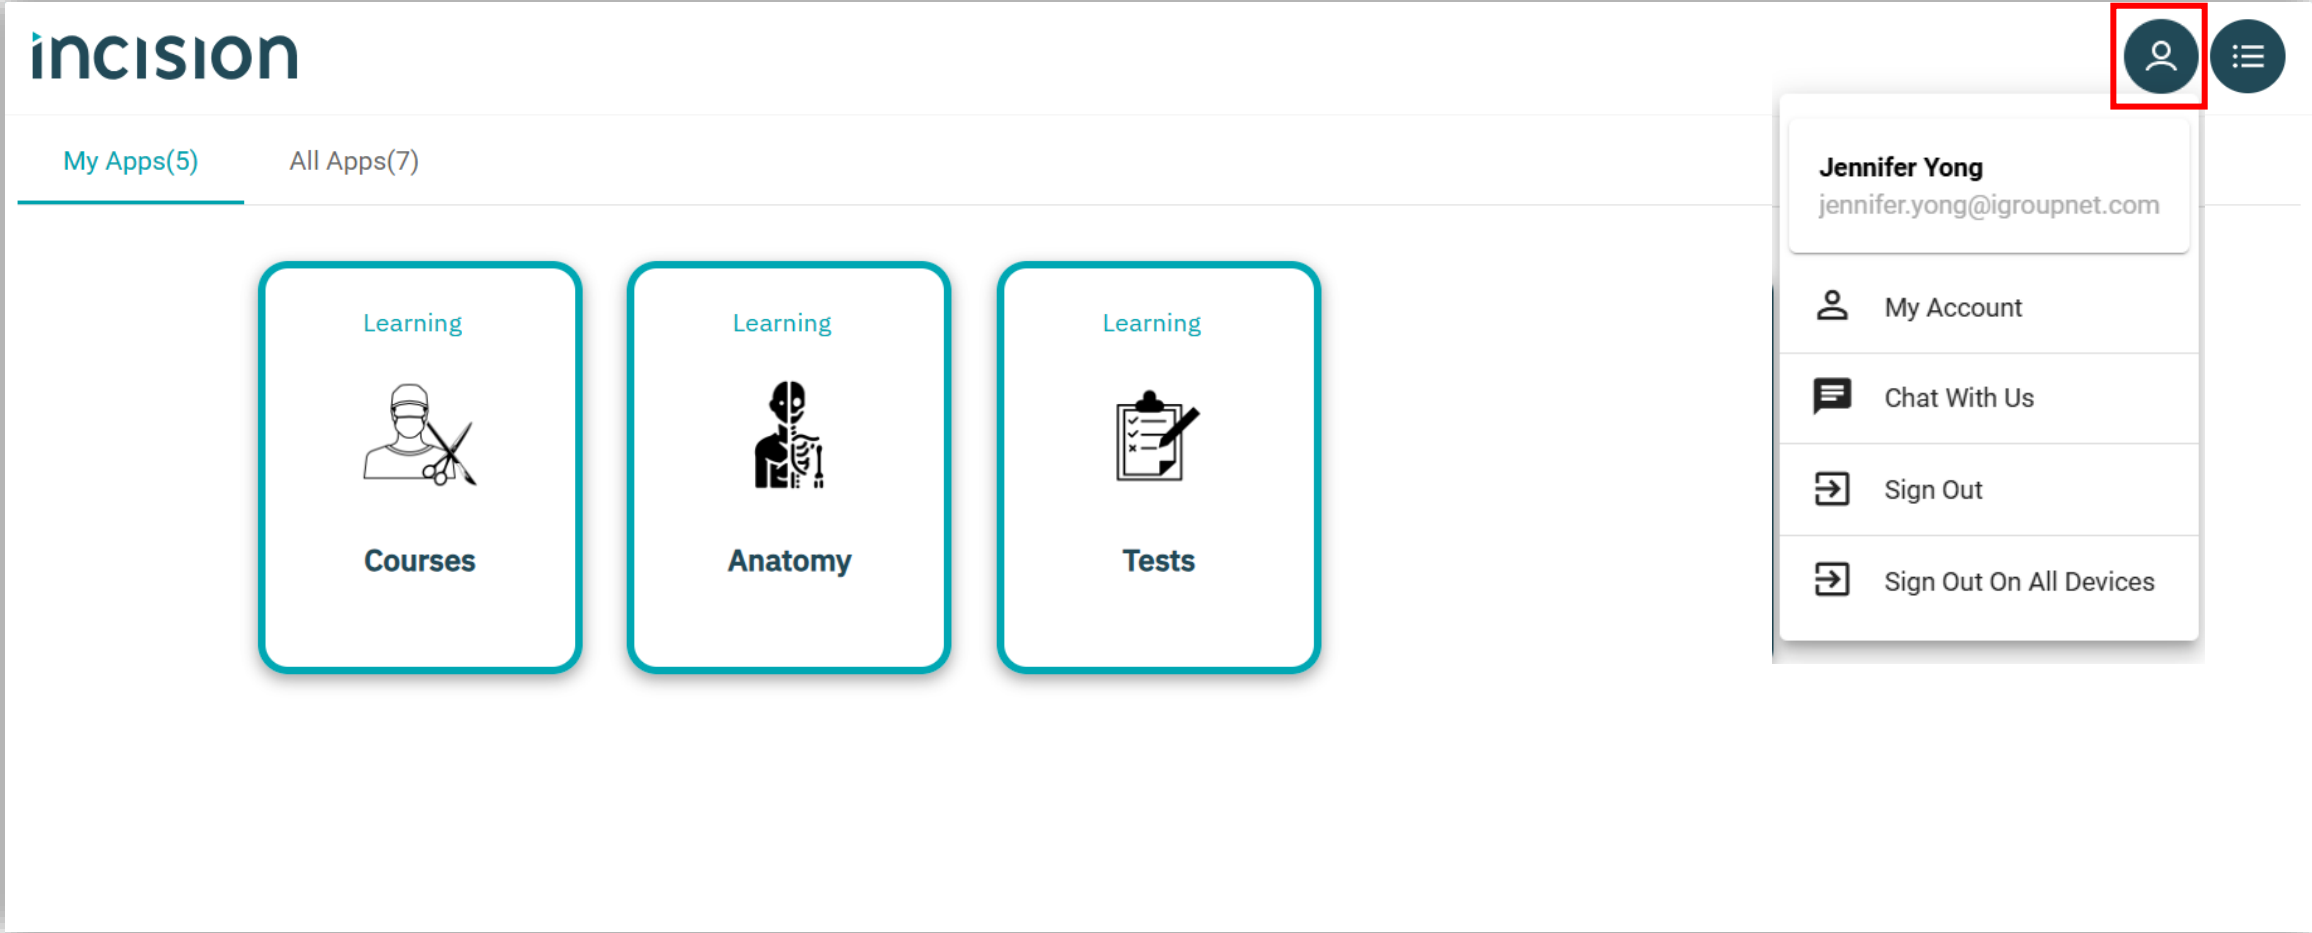 incision
My Apps(5)
All Apps(7)
Jennifer Yong
jennifer.yong@igroupnet.com
My Account
Chat With Us
Sign Out
Sign Out On All Devices
Learning
Courses
Learning
Anatomy
Learning
Tests